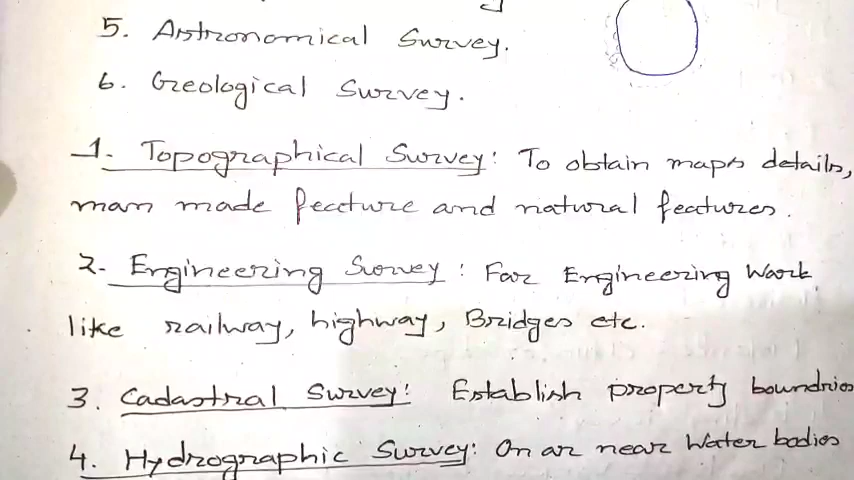 5. Astronomical Survey.
6. Geological Survey.
1. Topographical Survey: To obtain maps details,
man made feature and natural features.
2. Engineering Survey: For Engineering Work
like railway, highway, Bridges etc.
3. Cadastral Survey: Establish property boundries
4. Hydrographic Survey: On or near Water bodies